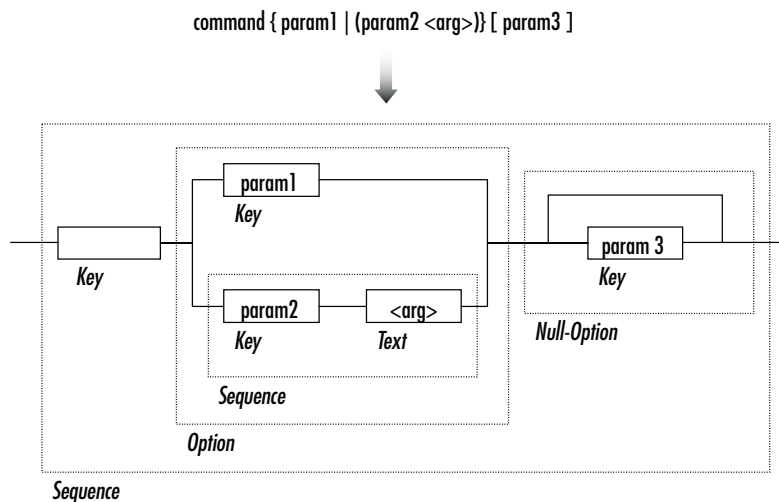 command { param1 | (param2 <arg>)} [ param3 ]
param1
Key
Key
param 3
Key
param2
<arg>
Key
Text
Null-Option
Sequence
Option
Sequence